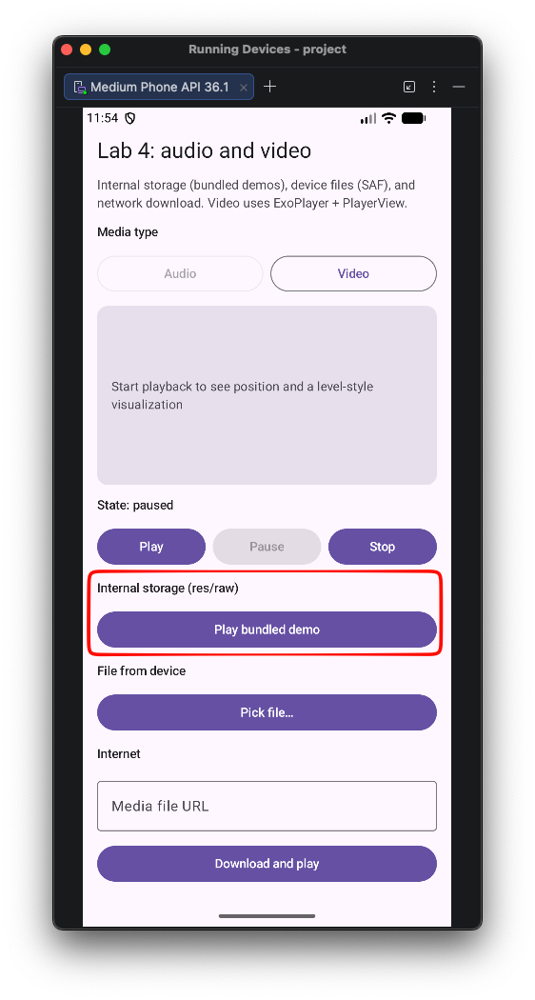 Running Devices - project
Medium Phone API 36.1
11:54
Lab 4: audio and video
Internal storage (bundled demos), device files (SAF), and
network download. Video uses ExoPlayer + PlayerView.
Media type
Audio Video
Start playback to see position and a level-style
visualization
State: paused
Play Pause Stop
Internal storage (res/raw)
Play bundled demo
File from device
Pick file...
Internet
Media file URL
Download and play